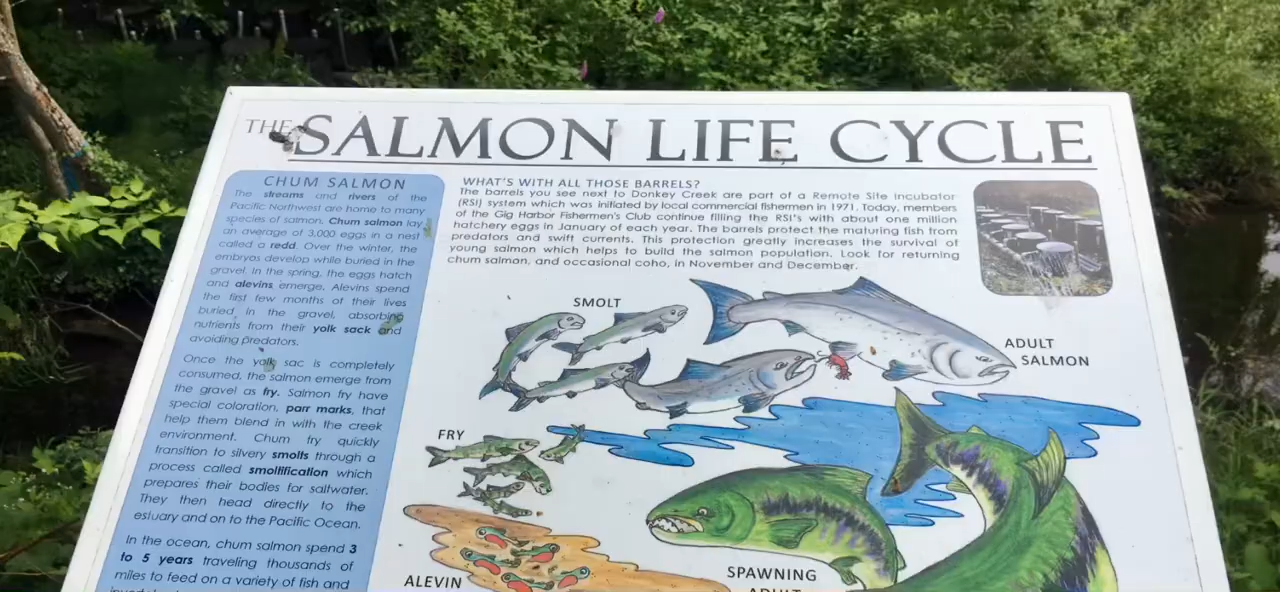 THE SALMON LIFE CYCLE
CHUM SALMON
The streams and rivers of the
Pacific Northwest are home to many
species of salmon. Chum salmon lay
an average of 3,000 eggs in a nest
called a redd. Over the winter, the
embryos develop while buried in the
gravel. In the spring, the eggs hatch
and alevins emerge. Alevins spend
the first few months of their lives
buried in the gravel, absorbing
nutrients from their yolk sack and
avoiding predators.
Once the yolk sac is completely
consumed, the salmon emerge from
the gravel as fry. Salmon fry have
special coloration, parr marks, that
help them blend in with the creek
environment. Chum fry quickly
transition to silvery smolts through a
process called smoltification which
prepares their bodies for saltwater.
They then head directly to the
estuary and on to the Pacific Ocean.
In the ocean, chum salmon spend 3
to 5 years traveling thousands of
miles to feed on a variety of fish and
WHAT'S WITH ALL THOSE BARRELS?
The barrels you see next to Donkey Creek are part of a Remote Site Incubator
(RSI) system which was initiated by local commercial fishermen in 1971. Today, members
of the Gig Harbor Fishermen's Club continue filling the RSI's with about one million
hatchery eggs in January of each year. The barrels protect the maturing fish from
predators and swift currents. This protection greatly increases the survival of
young salmon which helps to build the salmon population. Look for returning
chum salmon, and occasional coho, in November and December.
SMOLT
ADULT
SALMON
FRY
ALEVIN
SPAWNING
ADULT